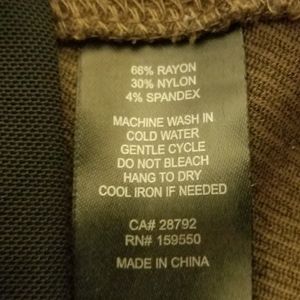 66% RAYON
30% NYLON
4% SPANDEX
MACHINE WASH IN
COLD WATER
GENTLE CYCLE
DO NOT BLEACH
HANG TO DRY
COOL IRON IF NEEDED
CA# 28792
RN# 159550
MADE IN CHINA